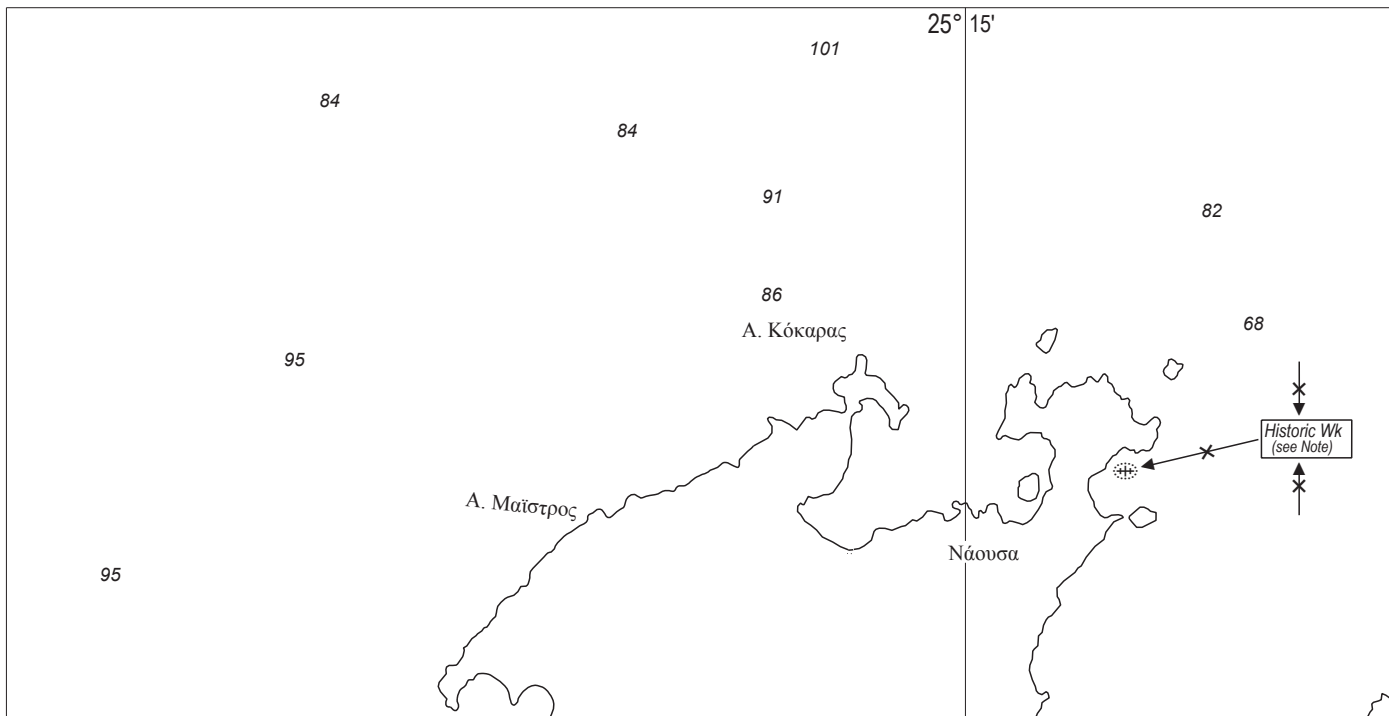 25° 15'
101
84
84
91
82
86
68
Α. Κόκαρας
95
Historic Wk
(see Note)
Α. Μαϊστρος
Νάουσα
95